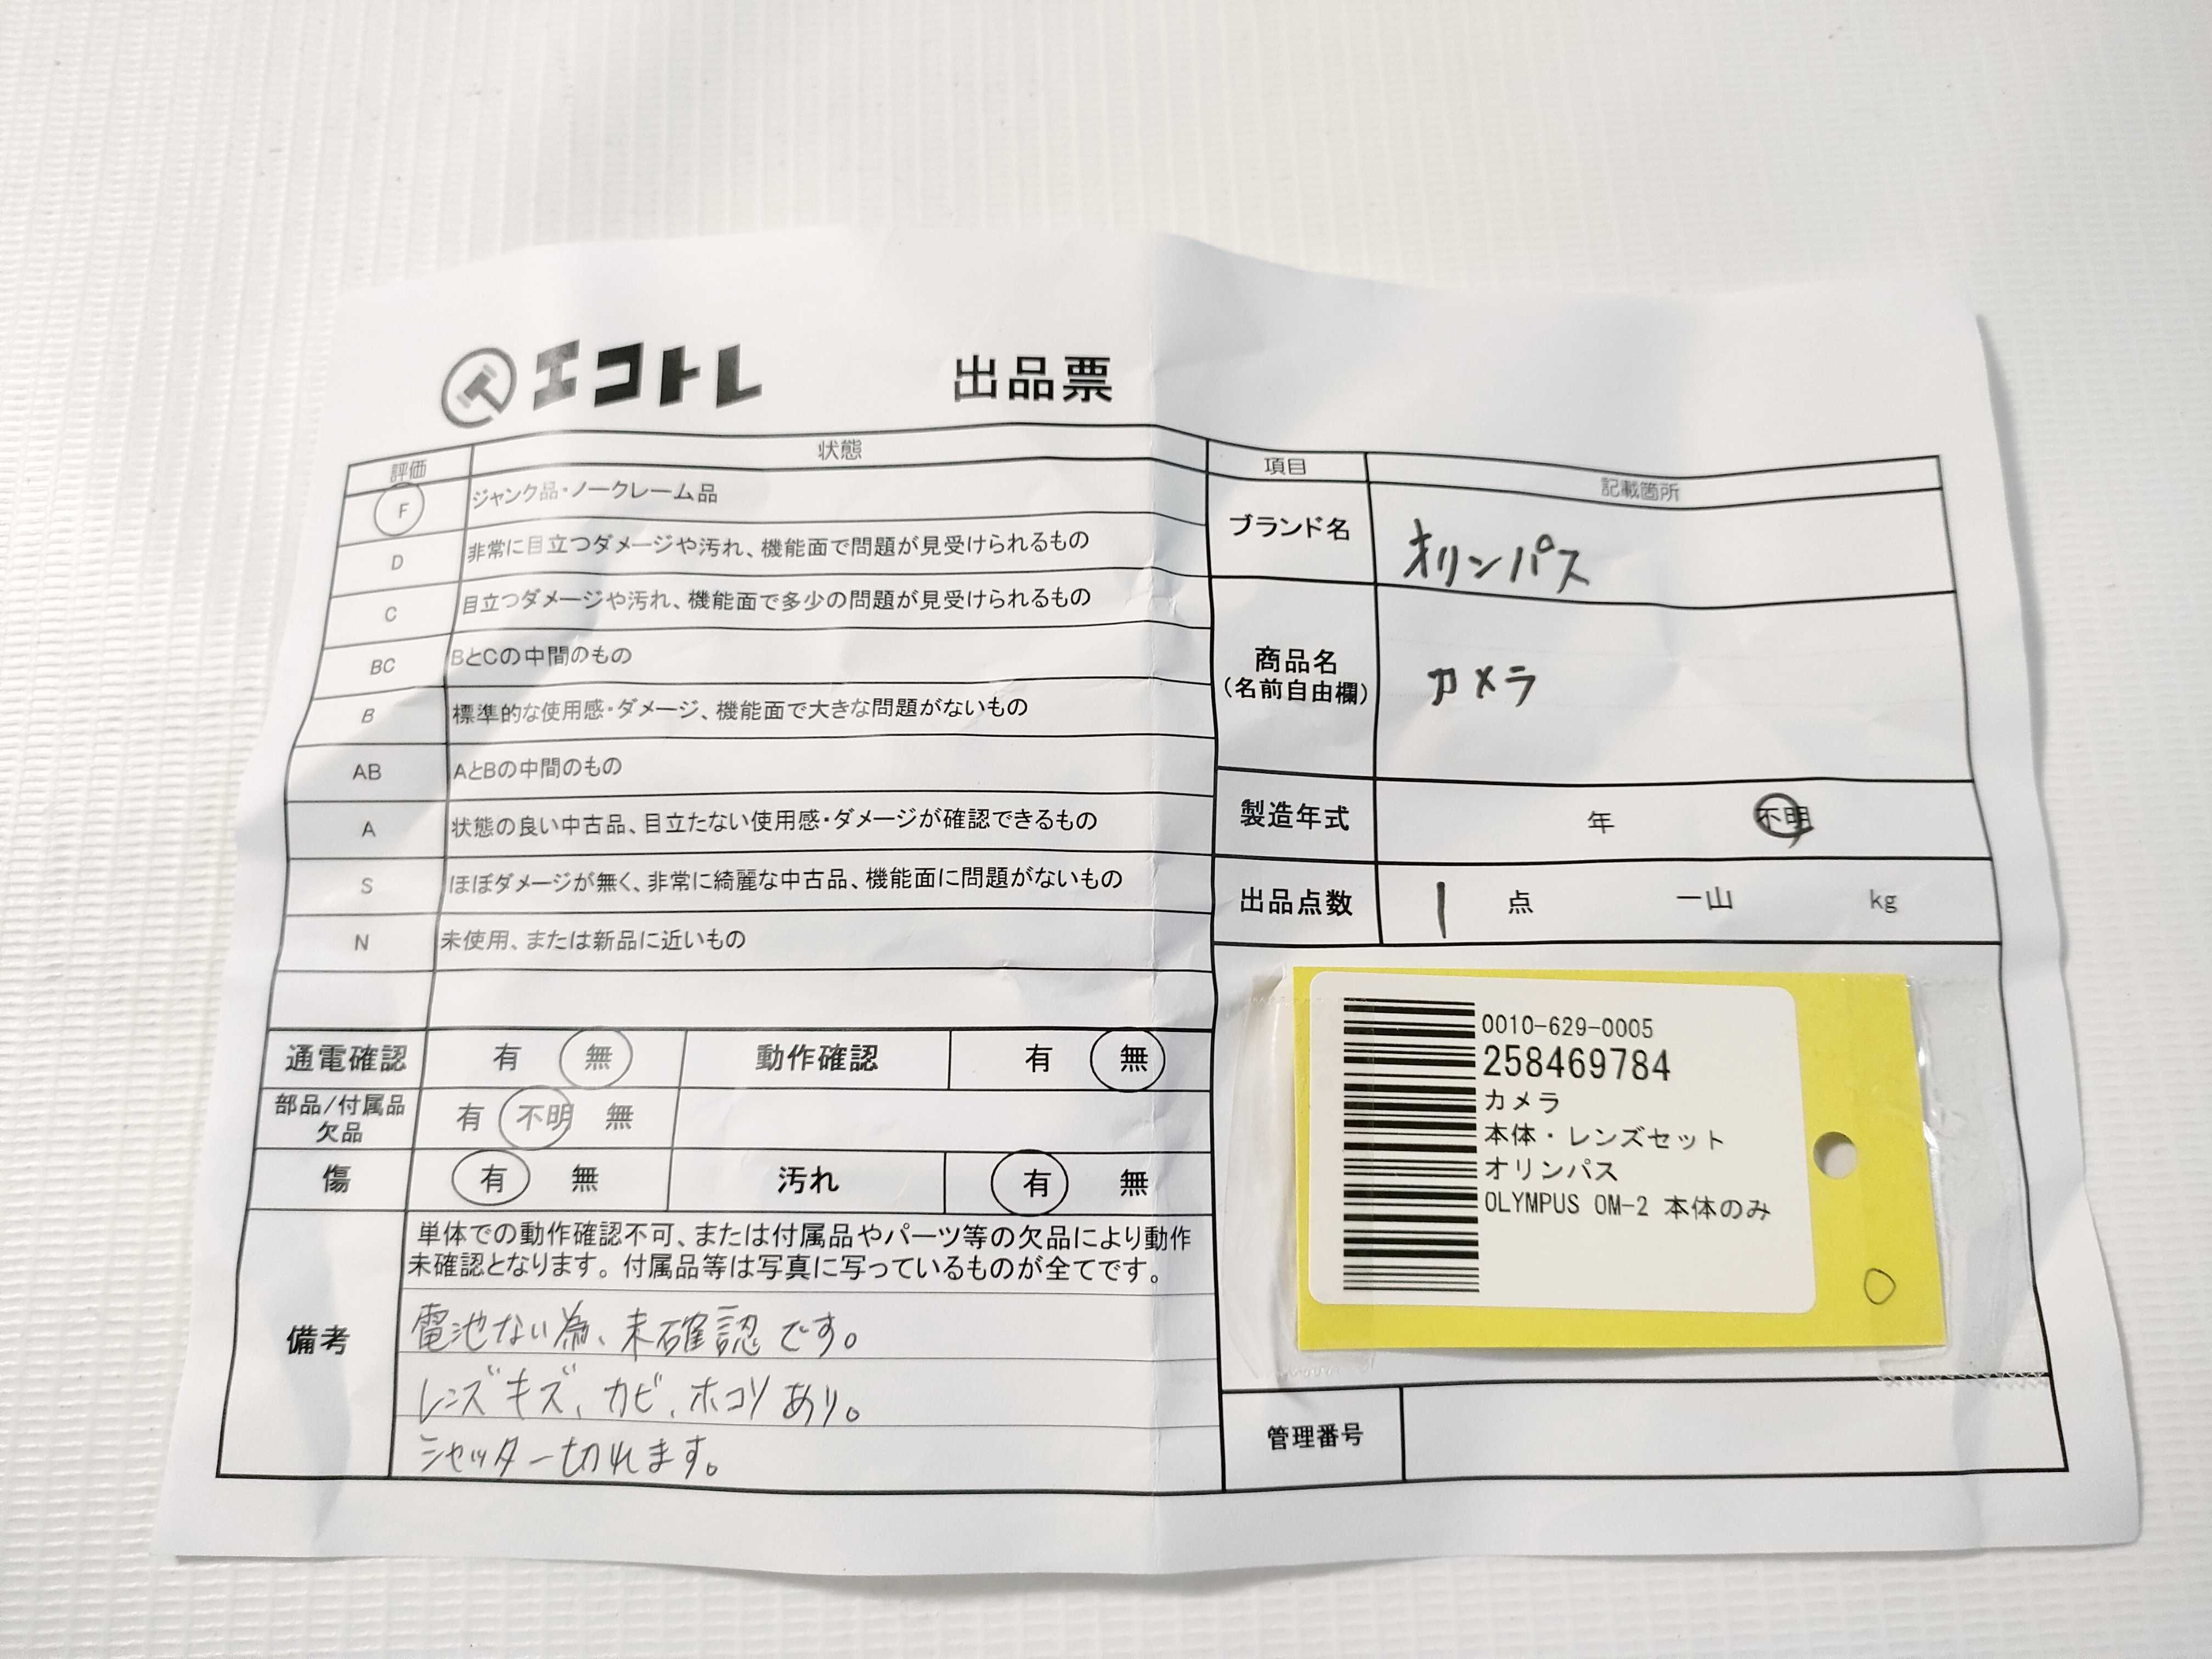 エコトレ 出品票
評価 状態
F ジャンク品・ノークレーム品
D 非常に目立つダメージや汚れ、機能面で問題が見受けられるもの
C 目立つダメージや汚れ、機能面で多少の問題が見受けられるもの
BC BとCの中間のもの
B 標準的な使用感・ダメージ、機能面で大きな問題がないもの
AB AとBの中間のもの
A 状態の良い中古品、目立たない使用感・ダメージが確認できるもの
S ほぼダメージが無く、非常に綺麗な中古品、機能面に問題がないもの
N 未使用、または新品に近いもの
通電確認 有 無 動作確認 有 無
部品/付属品
欠品
有 不明 無
傷 有 無 汚れ 有 無
備考
単体での動作確認不可、または付属品やパーツ等の欠品により動作
未確認となります。付属品等は写真に写っているものが全てです。
電池ない為、未確認です。
レンズキズ、カビ、ホコリあり。
シャッター切れます。
項目 記載箇所
ブランド名 オリンパス
商品名
(名前自由欄)
カメラ
製造年式 年 不明
出品点数 1 点 一山 kg
0010-629-0005
258469784
カメラ
本体・レンズセット
オリンパス
OLYMPUS OM-2 本体のみ
管理番号